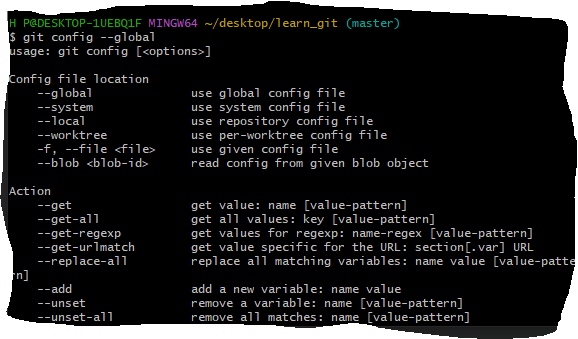 H P@DESKTOP-1UEBQ1F MINGW64 ~/desktop/learn_git (master)
$ git config --global
usage: git config [<options>]
Config file location
--global use global config file
--system use system config file
--local use repository config file
--worktree use per-worktree config file
-f, --file <file> use given config file
--blob <blob-id> read config from given blob object
Action
--get get value: name [value-pattern]
--get-all get all values: key [value-pattern]
--get-regexp get values for regexp: name-regex [value-pattern]
--get-urlmatch get value specific for the URL: section[.var] URL
--replace-all replace all matching variables: name value [value-patte
rn]
--add add a new variable: name value
--unset remove a variable: name [value-pattern]
--unset-all remove all matches: name [value-pattern]